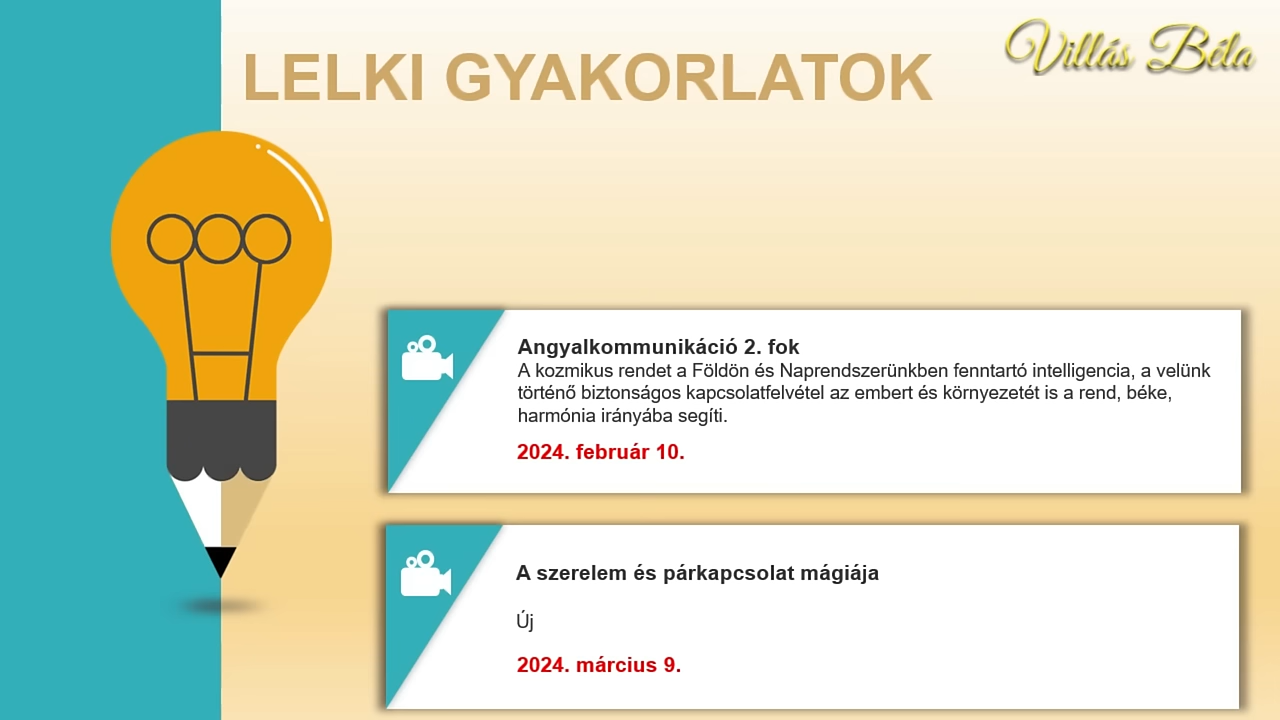 LELKI GYAKORLATOK
Villás Béla
Angyalkommunikáció 2. fok
A kozmikus rendet a Földön és Naprendszerünkben fenntartó intelligencia, a velünk
történő biztonságos kapcsolatfelvétel az embert és környezetét is a rend, béke,
harmónia irányába segíti.
2024. február 10.
A szerelem és párkapcsolat mágiája
Új
2024. március 9.